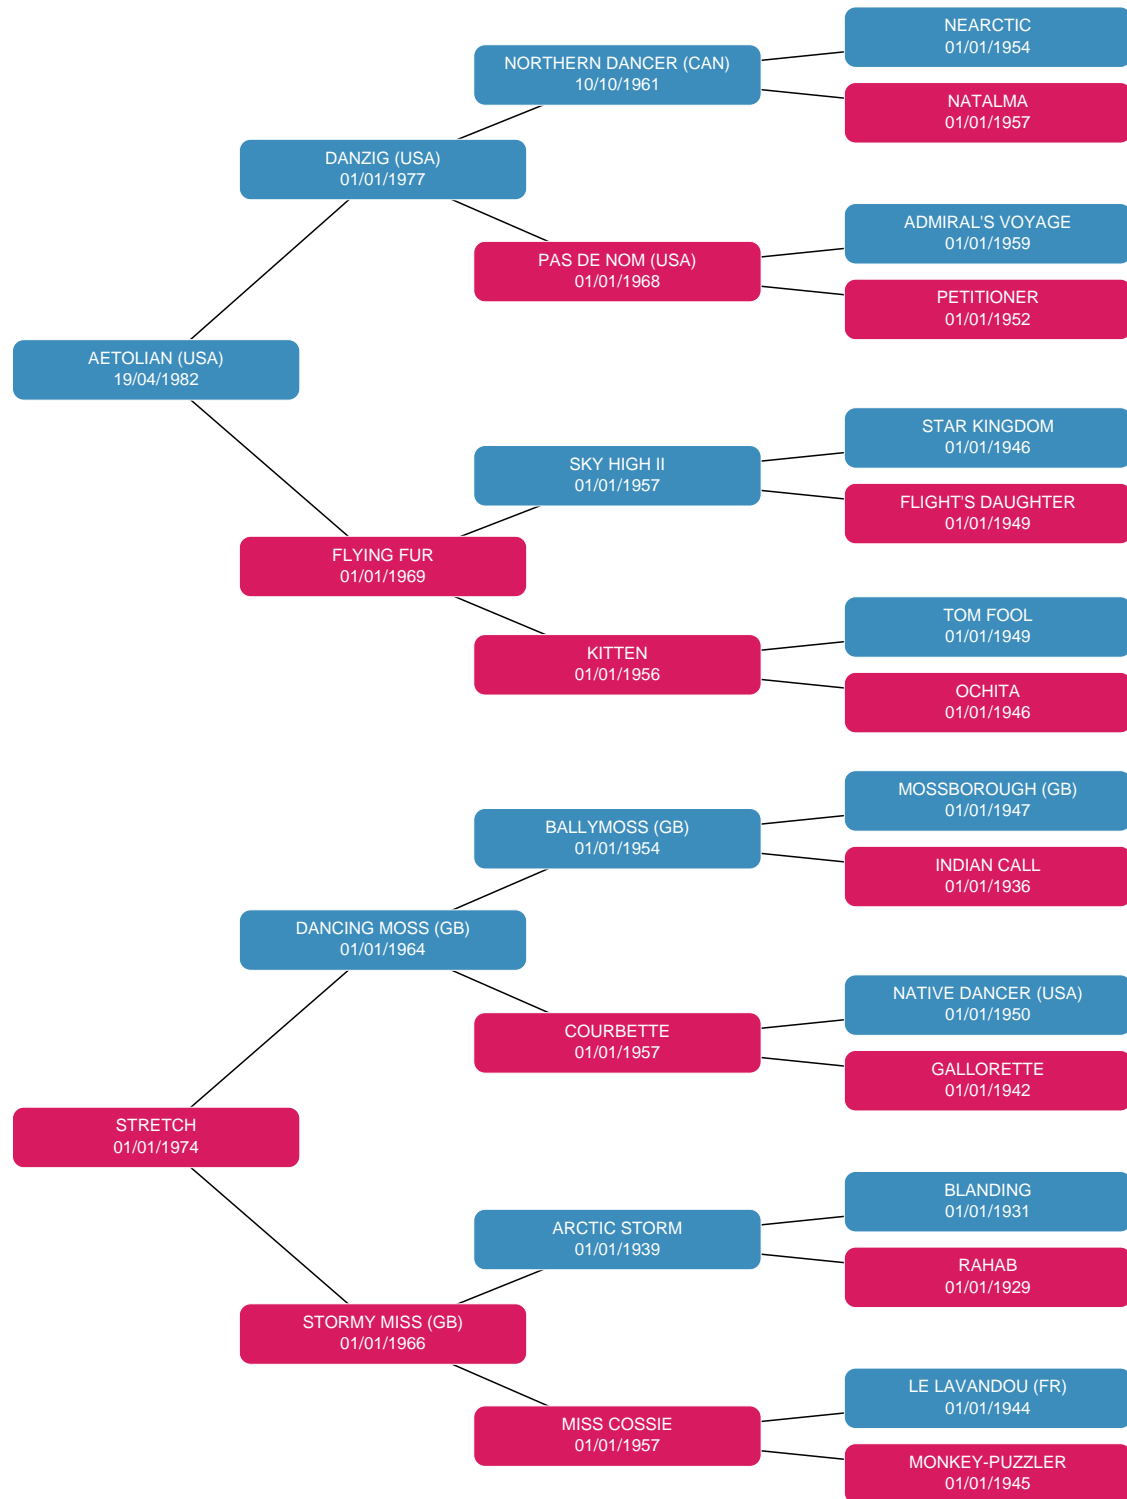 NEARCTIC
01/01/1954
NORTHERN DANCER (CAN)
10/10/1961
NATALMA
01/01/1957
DANZIG (USA)
01/01/1977
ADMIRAL'S VOYAGE
01/01/1959
PAS DE NOM (USA)
01/01/1968
PETITIONER
01/01/1952
AETOLIAN (USA)
19/04/1982
STAR KINGDOM
01/01/1946
SKY HIGH II
01/01/1957
FLIGHT'S DAUGHTER
01/01/1949
FLYING FUR
01/01/1969
TOM FOOL
01/01/1949
KITTEN
01/01/1956
OCHITA
01/01/1946
MOSSBOROUGH (GB)
01/01/1947
BALLYMOSS (GB)
01/01/1954
INDIAN CALL
01/01/1936
DANCING MOSS (GB)
01/01/1964
NATIVE DANCER (USA)
01/01/1950
COURBETTE
01/01/1957
GALLORETTE
01/01/1942
STRETCH
01/01/1974
BLANDING
01/01/1931
ARCTIC STORM
01/01/1939
RAHAB
01/01/1929
STORMY MISS (GB)
01/01/1966
LE LAVANDOU (FR)
01/01/1944
MISS COSSIE
01/01/1957
MONKEY-PUZZLER
01/01/1945